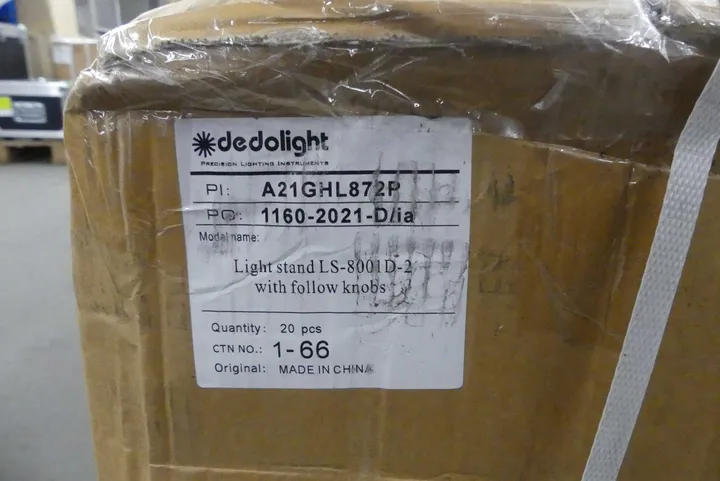 dedolight
PRECISION LIGHTING INSTRUMENTS
PI: A21GHL872P
PO: 1160-2021-D/ia
Model name:
Light stand LS-8001D-2
with follow knobs
Quantity: 20 pcs
CTN NO.: 1-66
Original: MADE IN CHINA